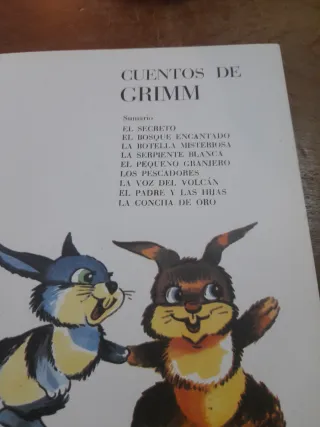 CUENTOS DE
GRIMM
Sumario
EL SECRETO
EL BOSQUE ENCANTADO
LA BOTELLA MISTERIOSA
LA SERPIENTE BLANCA
EL PEQUEÑO GRANJERO
LOS PESCADORES
LA VOZ DEL VOLCÁN
EL PADRE Y LAS HIJAS
LA CONCHA DE ORO